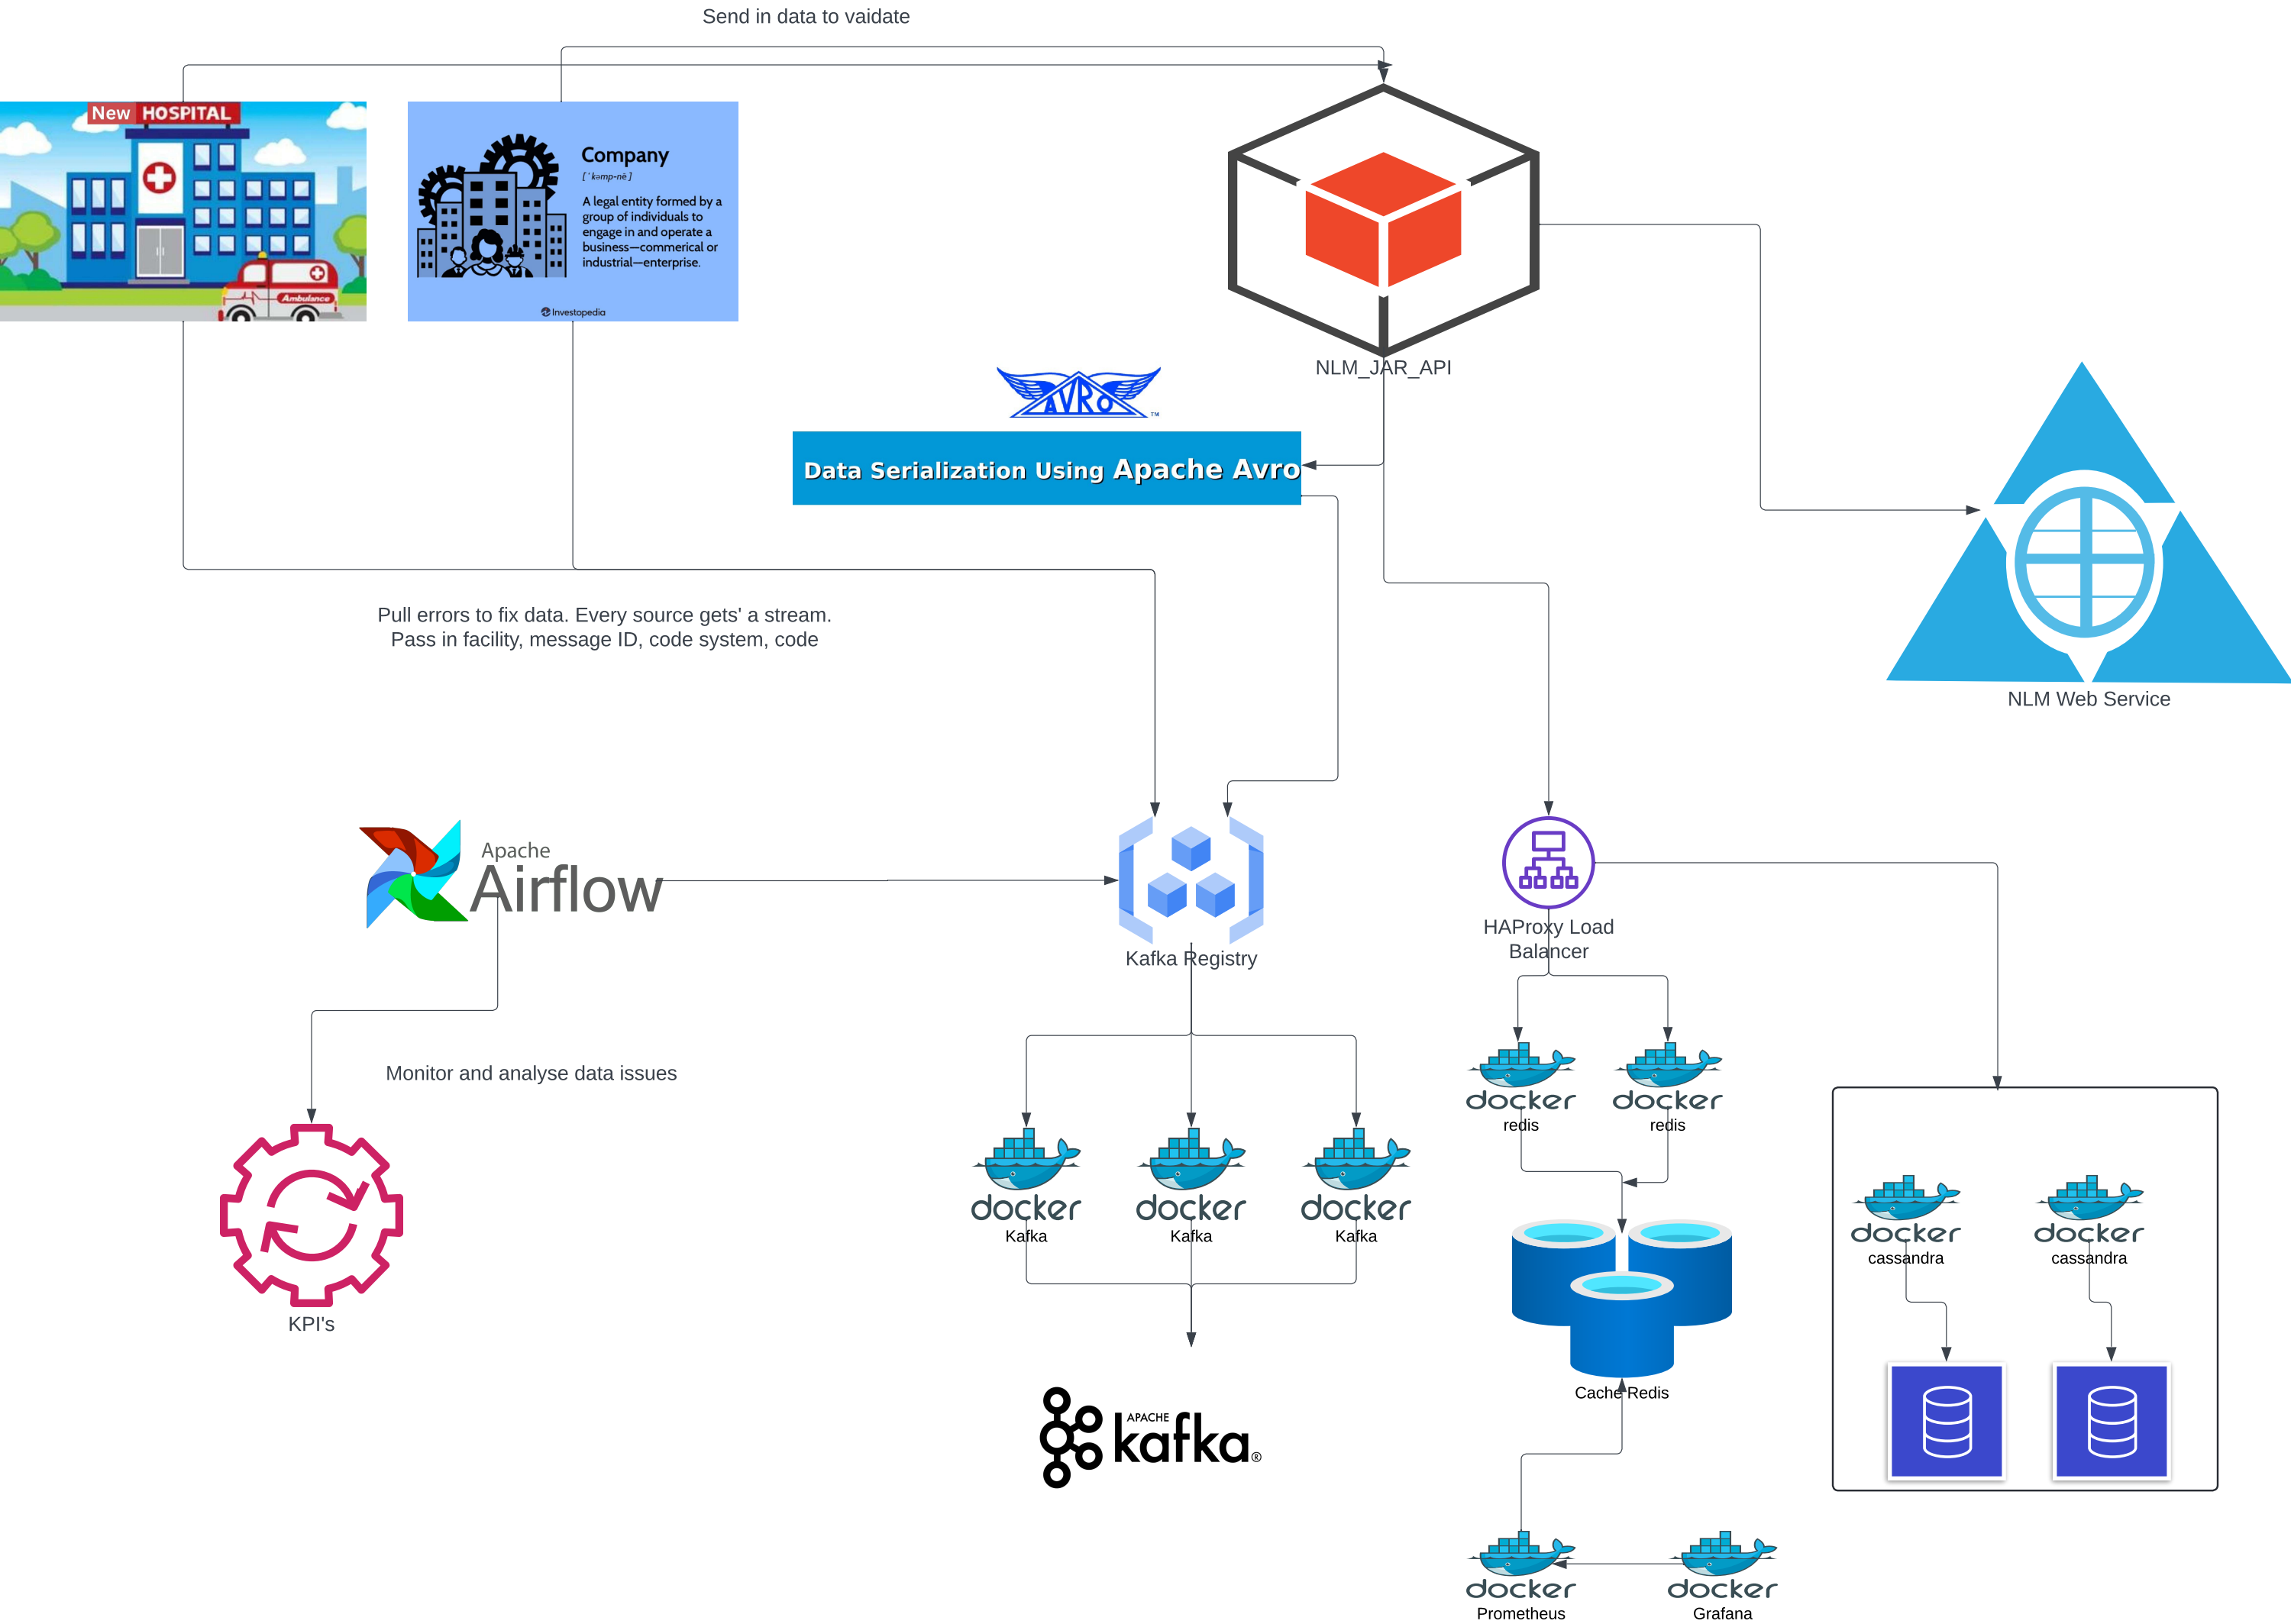 Send in data to vaidate
New HOSPITAL
Ambulance
Company
[ ˈkəmp-nē ]
A legal entity formed by a
group of individuals to
engage in and operate a
business—commerical or
industrial—enterprise.
Investopedia
NLM_JAR_API
AVRO ™
Data Serialization Using Apache Avro
Pull errors to fix data. Every source gets' a stream.
Pass in facility, message ID, code system, code
NLM Web Service
Apache
Airflow
Kafka Registry
HAProxy Load
Balancer
Monitor and analyse data issues
KPI's
docker
redis
docker
redis
docker
Kafka
docker
Kafka
docker
Kafka
docker
cassandra
docker
cassandra
Cache Redis
APACHE
kafka®
docker
Prometheus
docker
Grafana